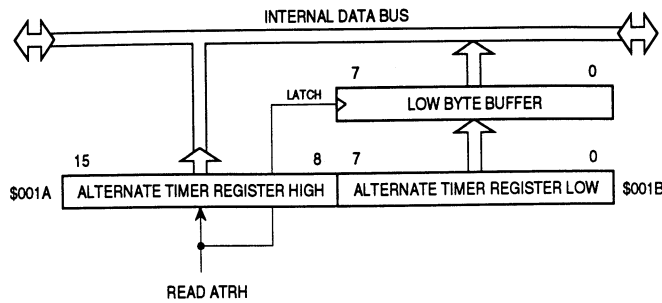 INTERNAL DATA BUS
7 0
LATCH LOW BYTE BUFFER
15 8 7 0
$001A ALTERNATE TIMER REGISTER HIGH ALTERNATE TIMER REGISTER LOW $001B
READ ATRH